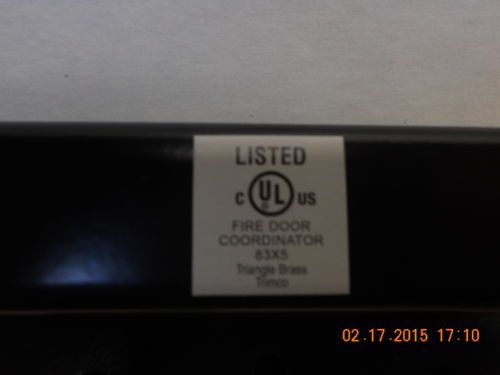 LISTED
C UL US
®
FIRE DOOR
COORDINATOR
83X5
Triangle Brass
Trimco
02.17.2015 17:10